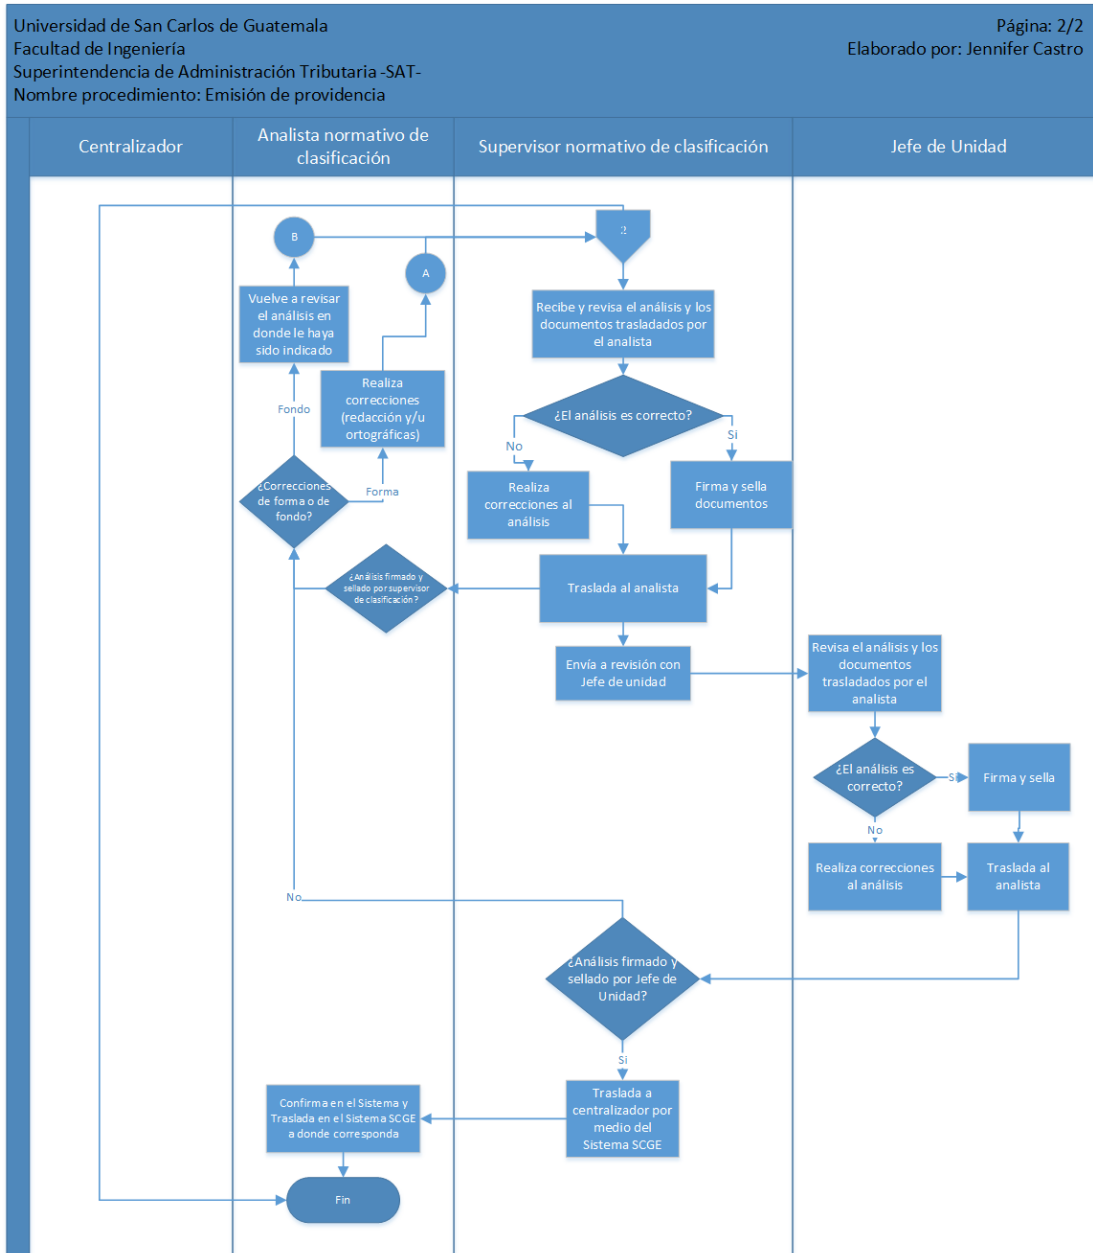 Universidad de San Carlos de Guatemala
Facultad de Ingeniería
Superintendencia de Administración Tributaria -SAT-
Nombre procedimiento: Emisión de providencia
Página: 2/2
Elaborado por: Jennifer Castro
Centralizador
Analista normativo de
clasificación
Supervisor normativo de clasificación
Jefe de Unidad
2
B
A
Vuelve a revisar
el análisis en
donde le haya
sido indicado
Recibe y revisa el análisis y los
documentos trasladados por
el analista
Realiza
correcciones
(redacción y/u
ortográficas)
Fondo
¿El análisis es correcto?
No
Si
Forma
¿Correcciones
de forma o de
fondo?
Realiza
correcciones al
análisis
Firma y sella
documentos
¿Análisis firmado y
sellado por supervisor
de clasificación?
Traslada al analista
Envía a revisión con
Jefe de unidad
Revisa el análisis y los
documentos
trasladados por el
analista
¿El análisis es
correcto?
Si
Firma y sella
No
Realiza correcciones
al análisis
Traslada al
analista
No
¿Análisis firmado y
sellado por Jefe de
Unidad?
Si
Traslada a
centralizador por
medio del
Sistema SCGE
Confirma en el Sistema y
Traslada en el Sistema SCGE
a donde corresponda
Fin